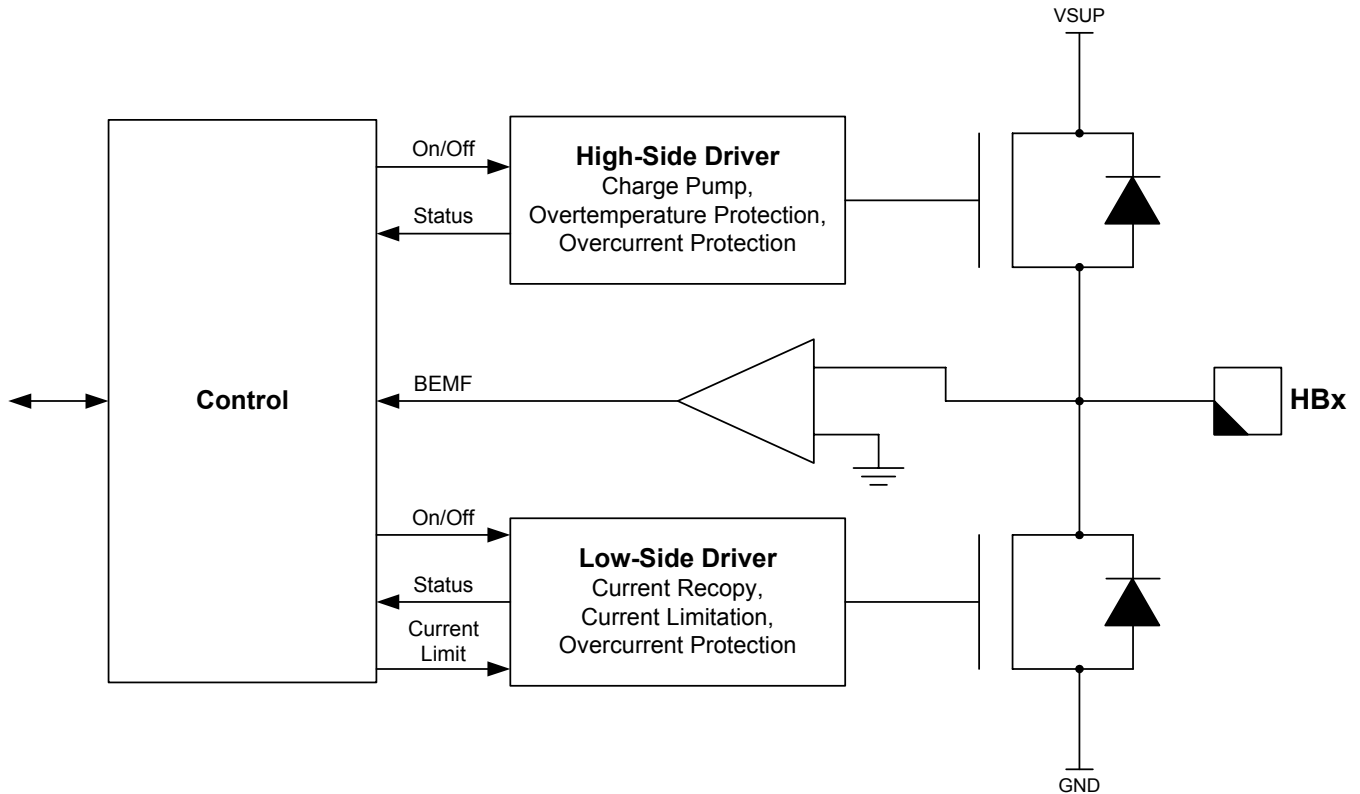 VSUP
On/Off
High-Side Driver
Charge Pump,
Overtemperature Protection,
Overcurrent Protection
Status
Control
BEMF
HBx
On/Off
Low-Side Driver
Current Recopy,
Current Limitation,
Overcurrent Protection
Status
Current
Limit
GND